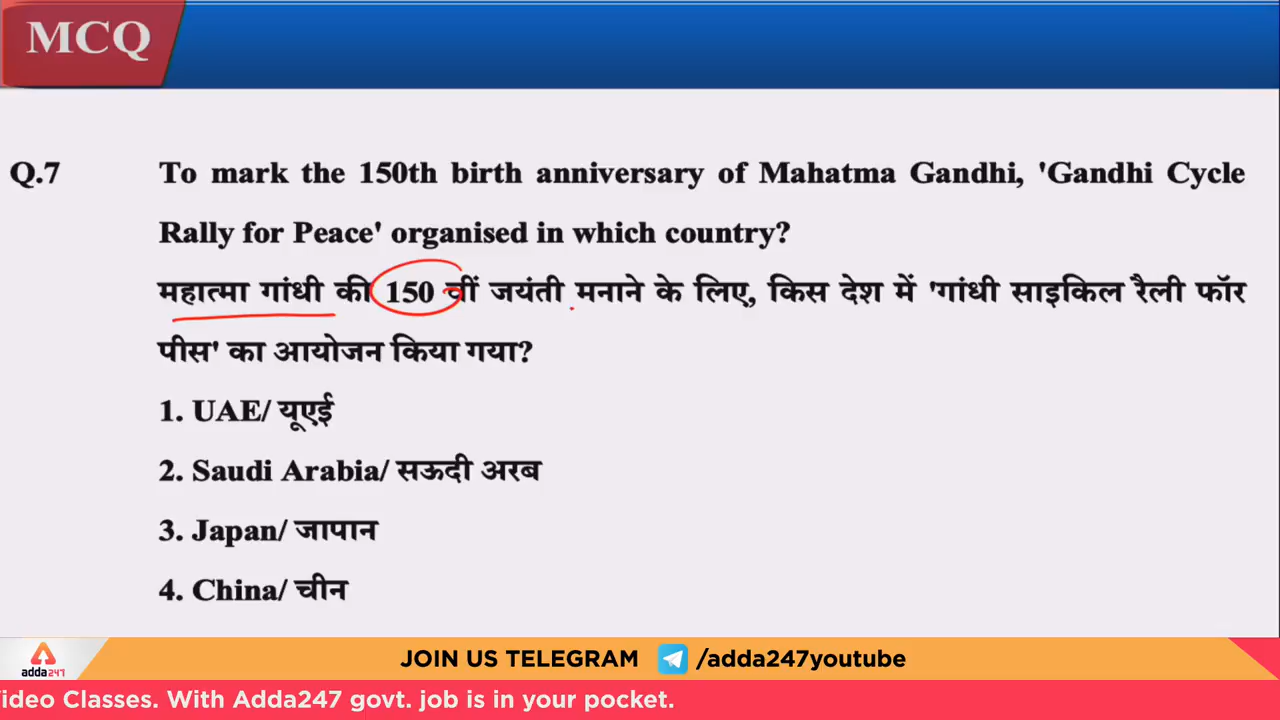 MCQ
Q.7 To mark the 150th birth anniversary of Mahatma Gandhi, 'Gandhi Cycle
Rally for Peace' organised in which country?
महात्मा गांधी की 150 वीं जयंती मनाने के लिए, किस देश में 'गांधी साइकिल रैली फॉर
पीस' का आयोजन किया गया?
1. UAE/ यूएई
2. Saudi Arabia/ सऊदी अरब
3. Japan/ जापान
4. China/ चीन
adda247
JOIN US TELEGRAM /adda247youtube
Classes. With Adda247 govt. job is in your pocket.